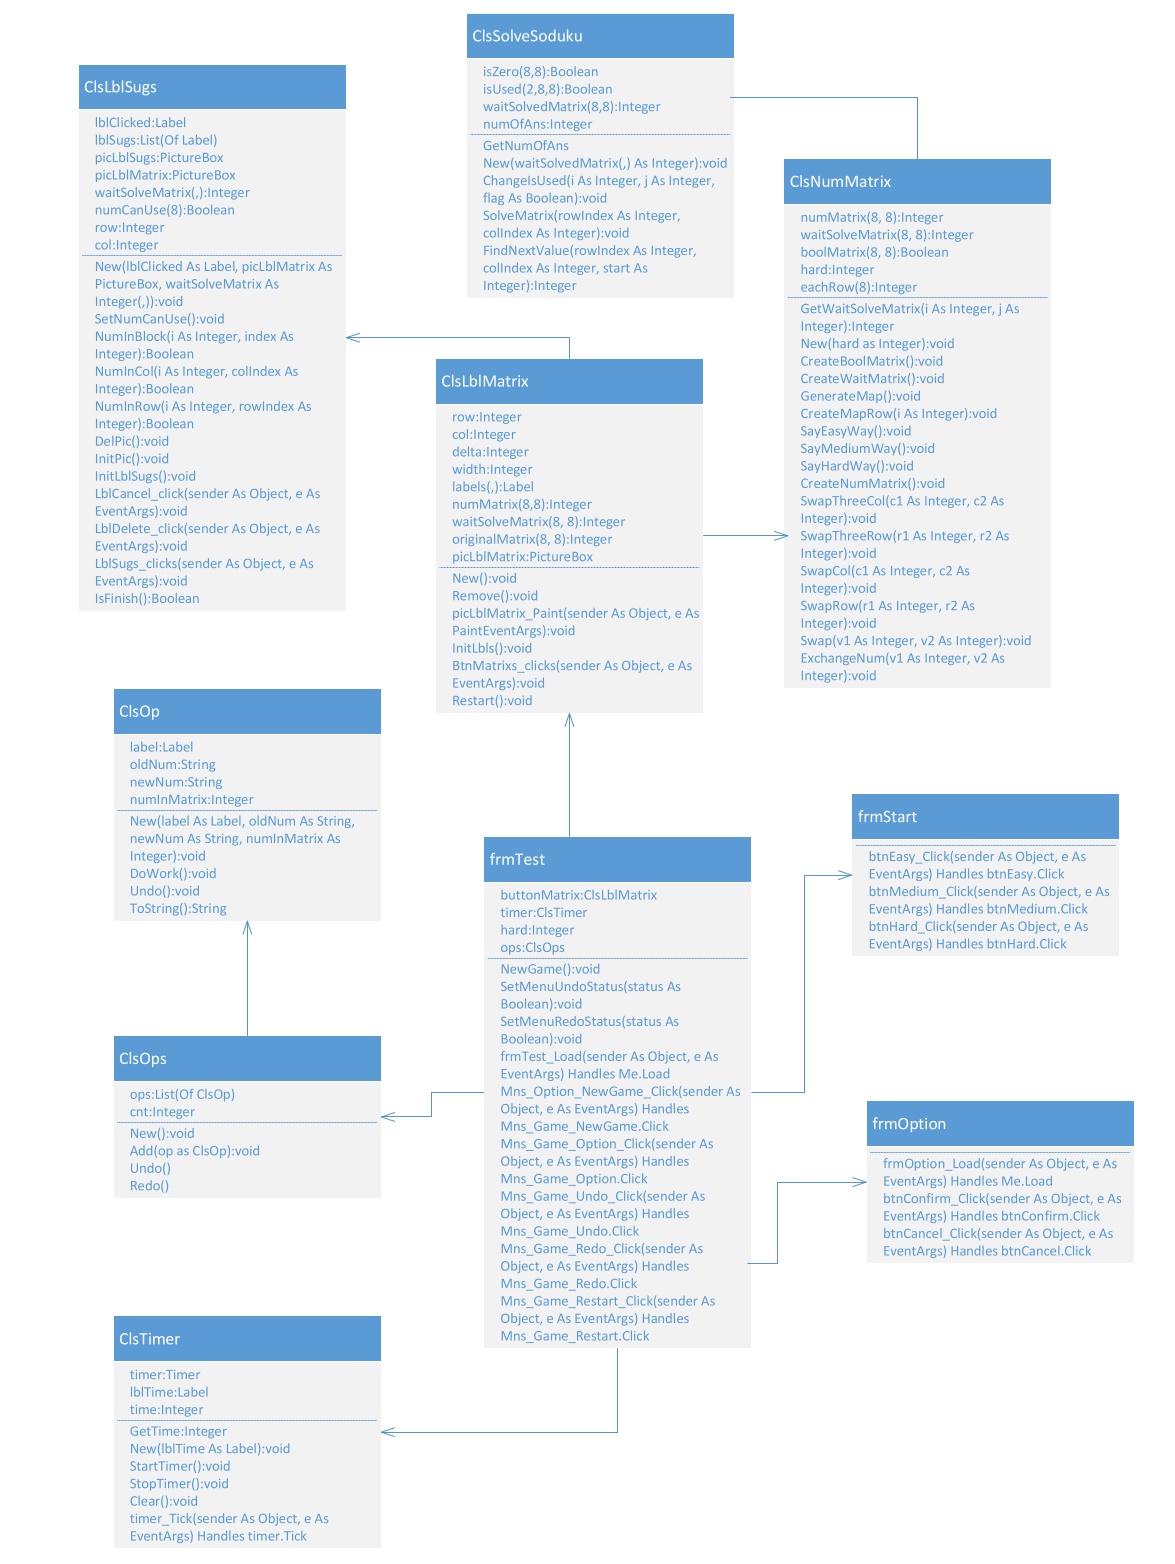 ClsSolveSoduku
isZero(8,8):Boolean
isUsed(2,8,8):Boolean
waitSolvedMatrix(8,8):Integer
numOfAns:Integer
GetNumOfAns
New(waitSolvedMatrix(,) As Integer):void
ChangeIsUsed(i As Integer, j As Integer,
flag As Boolean):void
SolveMatrix(rowIndex As Integer,
colIndex As Integer):void
FindNextValue(rowIndex As Integer,
colIndex As Integer, start As
Integer):Integer
ClsLblSugs
lblClicked:Label
lblSugs:List(Of Label)
picLblSugs:PictureBox
picLblMatrix:PictureBox
waitSolveMatrix(,):Integer
numCanUse(8):Boolean
row:Integer
col:Integer
New(lblClicked As Label, picLblMatrix As
PictureBox, waitSolveMatrix As
Integer(,)):void
SetNumCanUse():void
NumInBlock(i As Integer, index As
Integer):Boolean
NumInCol(i As Integer, colIndex As
Integer):Boolean
NumInRow(i As Integer, rowIndex As
Integer):Boolean
DelPic():void
InitPic():void
InitLblSugs():void
LblCancel_click(sender As Object, e As
EventArgs):void
LblDelete_click(sender As Object, e As
EventArgs):void
LblSugs_clicks(sender As Object, e As
EventArgs):void
IsFinish():Boolean
ClsNumMatrix
numMatrix(8, 8):Integer
waitSolveMatrix(8, 8):Integer
boolMatrix(8, 8):Boolean
hard:Integer
eachRow(8):Integer
GetWaitSolveMatrix(i As Integer, j As
Integer):Integer
New(hard as Integer):void
CreateBoolMatrix():void
CreateWaitMatrix():void
GenerateMap():void
CreateMapRow(i As Integer):void
SayEasyWay():void
SayMediumWay():void
SayHardWay():void
CreateNumMatrix():void
SwapThreeCol(c1 As Integer, c2 As
Integer):void
SwapThreeRow(r1 As Integer, r2 As
Integer):void
SwapCol(c1 As Integer, c2 As
Integer):void
SwapRow(r1 As Integer, r2 As
Integer):void
Swap(v1 As Integer, v2 As Integer):void
ExchangeNum(v1 As Integer, v2 As
Integer):void
ClsLblMatrix
row:Integer
col:Integer
delta:Integer
width:Integer
labels(,):Label
numMatrix(8,8):Integer
waitSolveMatrix(8, 8):Integer
originalMatrix(8, 8):Integer
picLblMatrix:PictureBox
New():void
Remove():void
picLblMatrix_Paint(sender As Object, e As
PaintEventArgs):void
InitLbls():void
BtnMatrixs_clicks(sender As Object, e As
EventArgs):void
Restart():void
ClsOp
label:Label
oldNum:String
newNum:String
numInMatrix:Integer
New(label As Label, oldNum As String,
newNum As String, numInMatrix As
Integer):void
DoWork():void
Undo():void
ToString():String
frmStart
btnEasy_Click(sender As Object, e As
EventArgs) Handles btnEasy.Click
btnMedium_Click(sender As Object, e As
EventArgs) Handles btnMedium.Click
btnHard_Click(sender As Object, e As
EventArgs) Handles btnHard.Click
frmTest
buttonMatrix:ClsLblMatrix
timer:ClsTimer
hard:Integer
ops:ClsOps
NewGame():void
SetMenuUndoStatus(status As
Boolean):void
SetMenuRedoStatus(status As
Boolean):void
frmTest_Load(sender As Object, e As
EventArgs) Handles Me.Load
Mns_Option_NewGame_Click(sender As
Object, e As EventArgs) Handles
Mns_Game_NewGame.Click
Mns_Game_Option_Click(sender As
Object, e As EventArgs) Handles
Mns_Game_Option.Click
Mns_Game_Undo_Click(sender As
Object, e As EventArgs) Handles
Mns_Game_Undo.Click
Mns_Game_Redo_Click(sender As
Object, e As EventArgs) Handles
Mns_Game_Redo.Click
Mns_Game_Restart_Click(sender As
Object, e As EventArgs) Handles
Mns_Game_Restart.Click
ClsOps
ops:List(Of ClsOp)
cnt:Integer
New():void
Add(op as ClsOp):void
Undo()
Redo()
frmOption
frmOption_Load(sender As Object, e As
EventArgs) Handles Me.Load
btnConfirm_Click(sender As Object, e As
EventArgs) Handles btnConfirm.Click
btnCancel_Click(sender As Object, e As
EventArgs) Handles btnCancel.Click
ClsTimer
timer:Timer
lblTime:Label
time:Integer
GetTime:Integer
New(lblTime As Label):void
StartTimer():void
StopTimer():void
Clear():void
timer_Tick(sender As Object, e As
EventArgs) Handles timer.Tick